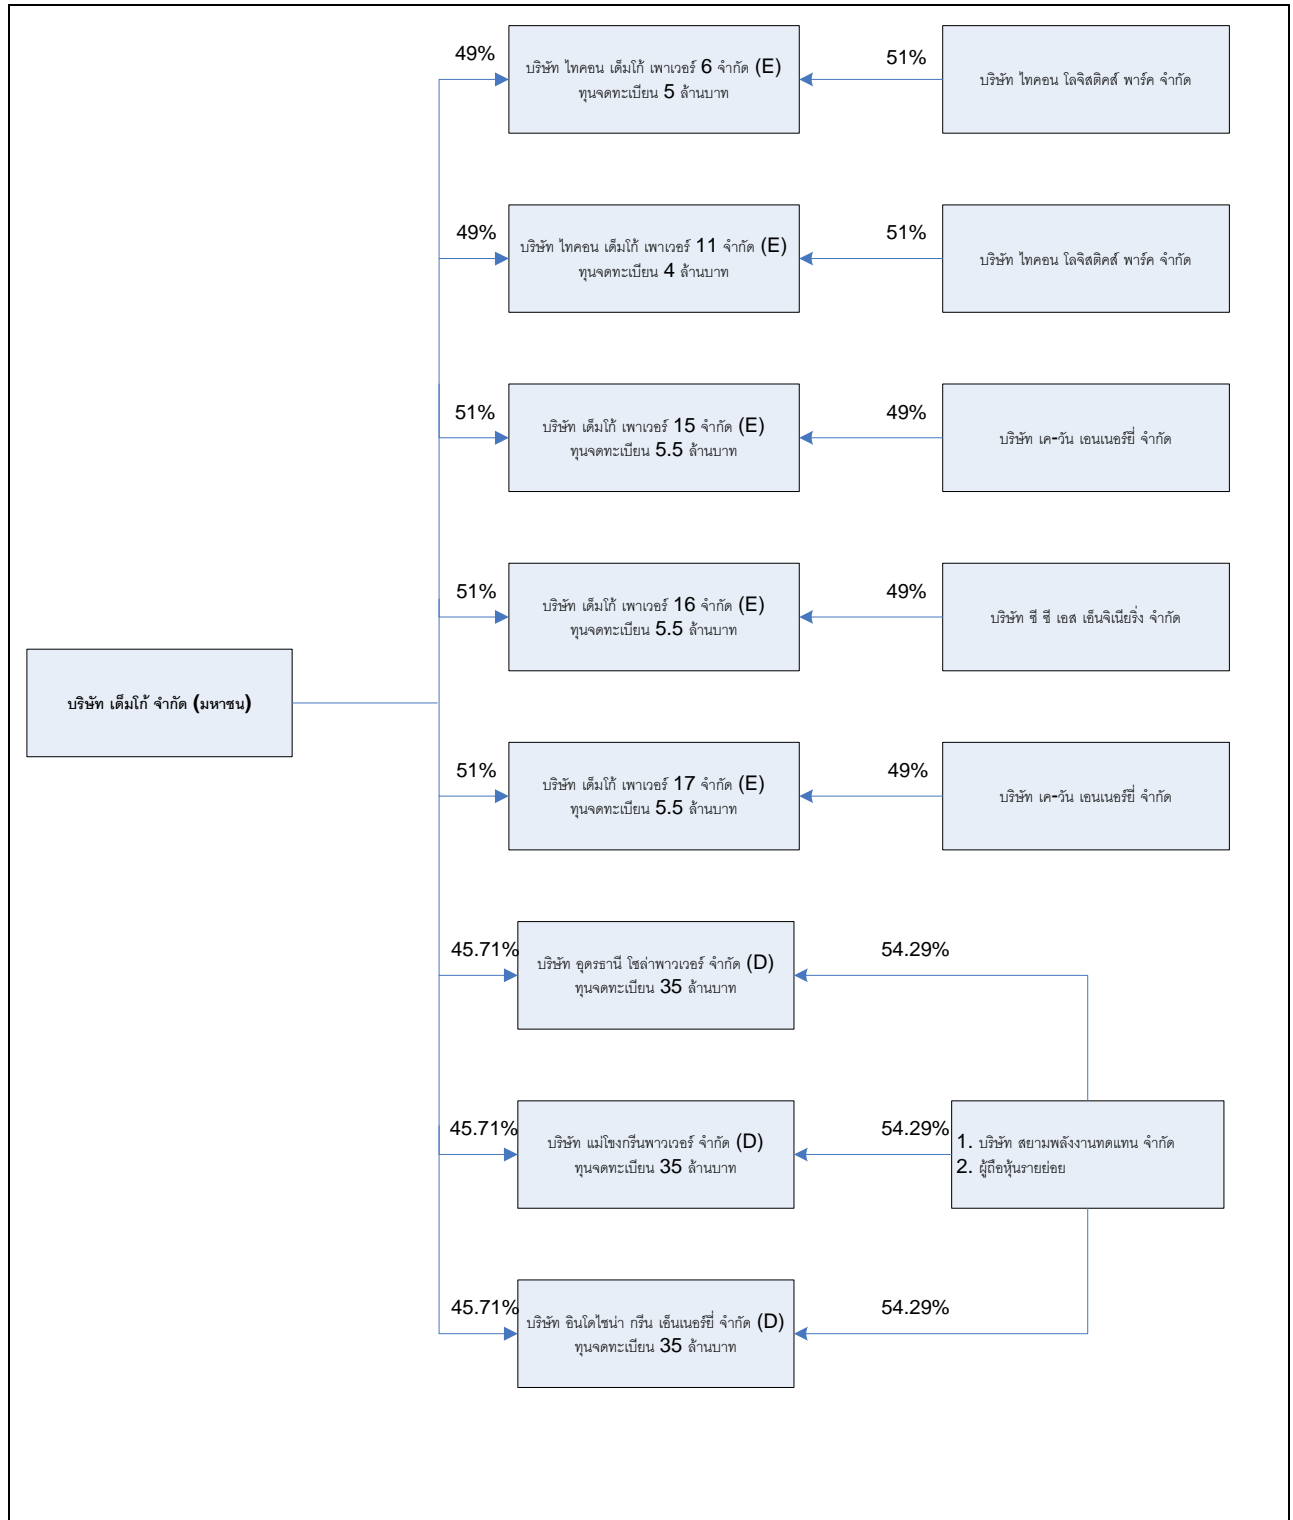 49%
บริษัท ไทคอน เด็มโก้ เพาเวอร์ 6 จำกัด (E)
ทุนจดทะเบียน 5 ล้านบาท
51%
บริษัท ไทคอน โลจิสติคส์ พาร์ค จำกัด
49%
บริษัท ไทคอน เด็มโก้ เพาเวอร์ 11 จำกัด (E)
ทุนจดทะเบียน 4 ล้านบาท
51%
บริษัท ไทคอน โลจิสติคส์ พาร์ค จำกัด
51%
บริษัท เด็มโก้ เพาเวอร์ 15 จำกัด (E)
ทุนจดทะเบียน 5.5 ล้านบาท
49%
บริษัท เค-วัน เอนเนอร์ยี่ จำกัด
51%
บริษัท เด็มโก้ เพาเวอร์ 16 จำกัด (E)
ทุนจดทะเบียน 5.5 ล้านบาท
49%
บริษัท ซี ซี เอส เอ็นจิเนียริ่ง จำกัด
บริษัท เด็มโก้ จำกัด (มหาชน)
51%
บริษัท เด็มโก้ เพาเวอร์ 17 จำกัด (E)
ทุนจดทะเบียน 5.5 ล้านบาท
49%
บริษัท เค-วัน เอนเนอร์ยี่ จำกัด
45.71%
บริษัท อุดรธานี โซล่าพาวเวอร์ จำกัด (D)
ทุนจดทะเบียน 35 ล้านบาท
54.29%
45.71%
บริษัท แม่โขงกรีนพาวเวอร์ จำกัด (D)
ทุนจดทะเบียน 35 ล้านบาท
54.29%
1. บริษัท สยามพลังงานทดแทน จำกัด
2. ผู้ถือหุ้นรายย่อย
45.71%
บริษัท อินโดไชน่า กรีน เอ็นเนอร์ยี่ จำกัด (D)
ทุนจดทะเบียน 35 ล้านบาท
54.29%